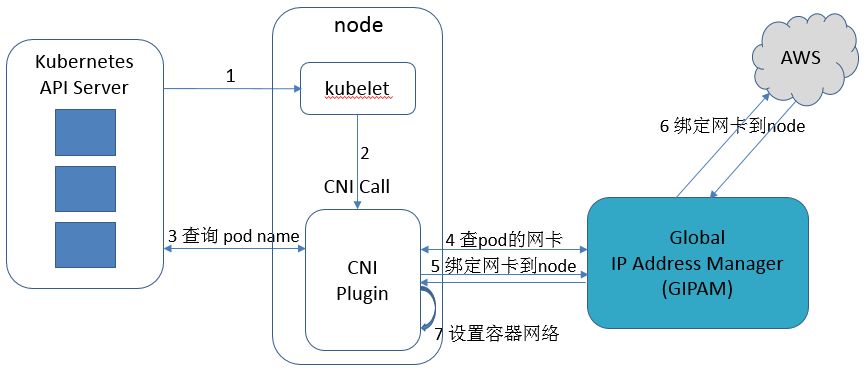 node
Kubernetes
API Server
1
kubelet
AWS
6 绑定网卡到node
2
CNI Call
3 查询 pod name
4 查pod的网卡
5 绑定网卡到node
CNI
Plugin
Global
IP Address Manager
(GIPAM)
7 设置容器网络